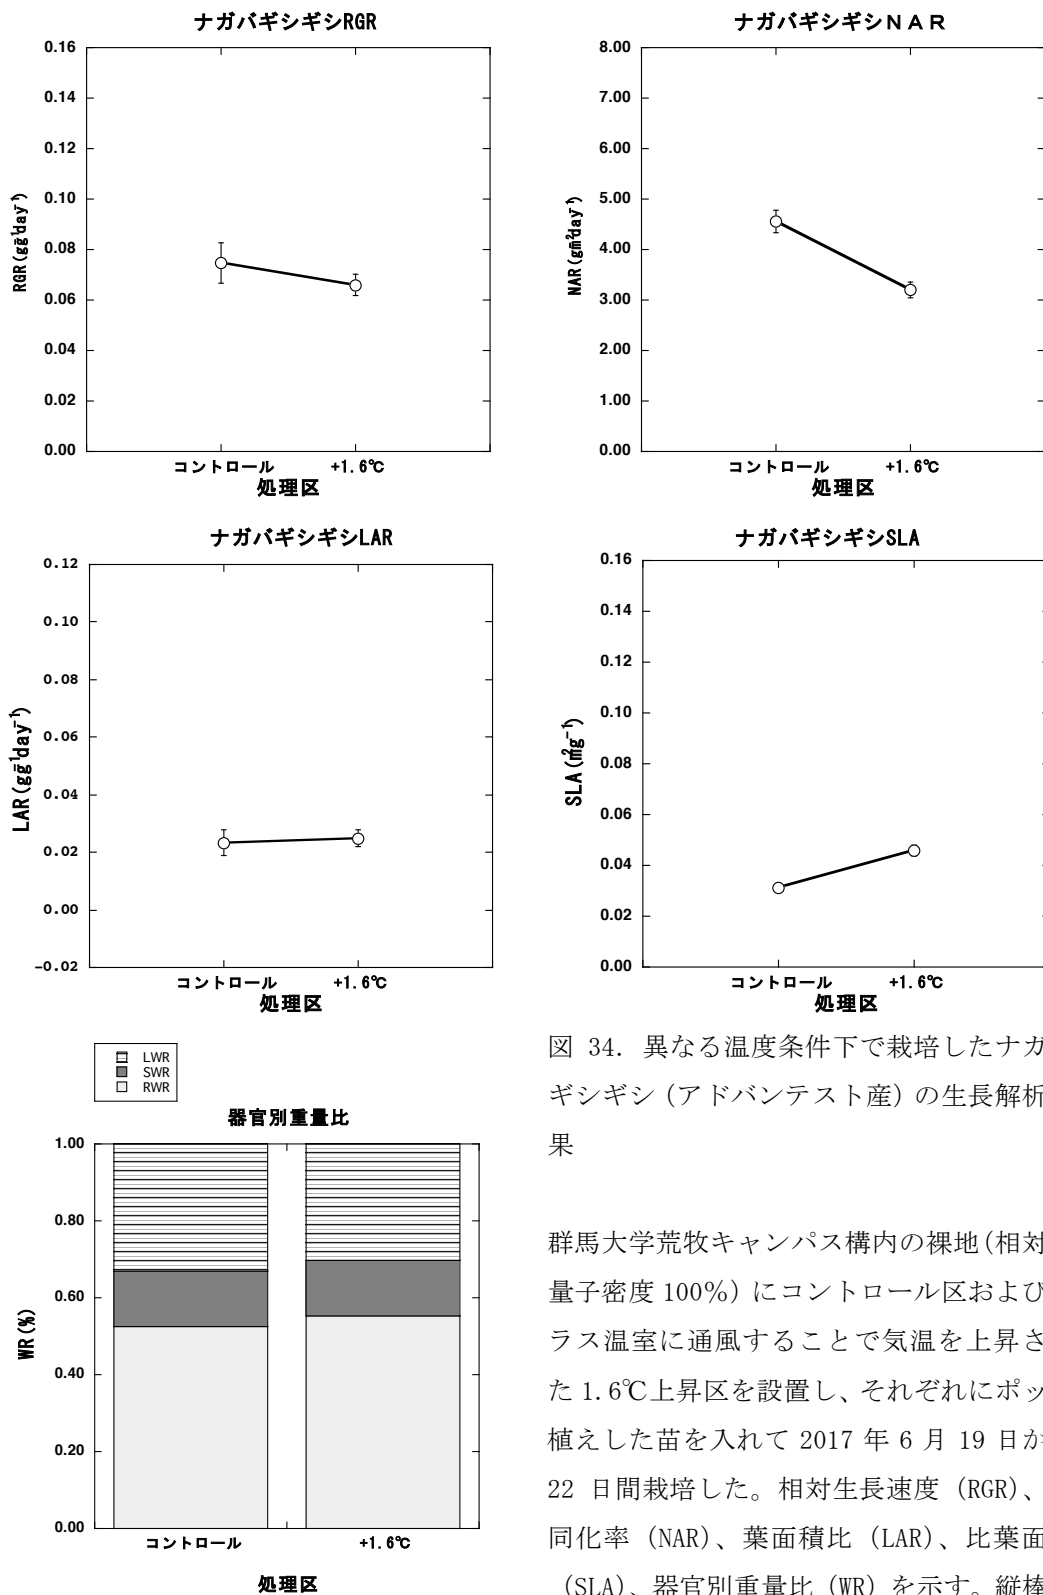 ナガバギシギシRGR
0.16
0.14
0.12
0.10
0.08
0.06
0.04
0.02
0.00
RGR(gg-1day-1)
コントロール
+1.6℃
処理区
ナガバギシギシＮＡＲ
8.00
7.00
6.00
5.00
4.00
3.00
2.00
1.00
0.00
NAR(gm-2day-1)
コントロール
+1.6℃
処理区
ナガバギシギシLAR
0.12
0.10
0.08
0.06
0.04
0.02
0.00
-0.02
LAR(gg-1day-1)
コントロール
+1.6℃
処理区
ナガバギシギシSLA
0.16
0.14
0.12
0.10
0.08
0.06
0.04
0.02
0.00
SLA(m2g-1)
コントロール
+1.6℃
処理区
LWR
SWR
RWR
器官別重量比
1.00
0.80
0.60
0.40
0.20
0.00
WR(%)
コントロール
+1.6℃
処理区
図 34. 異なる温度条件下で栽培したナガ
ギシギシ（アドバンテスト産）の生長解析
果
群馬大学荒牧キャンパス構内の裸地（相対
量子密度 100％）にコントロール区および
ラス温室に通風することで気温を上昇さ
た 1.6℃上昇区を設置し、それぞれにポッ
植えした苗を入れて 2017 年 6 月 19 日か
22 日間栽培した。相対生長速度（RGR）、
同化率（NAR）、葉面積比（LAR）、比葉面
（SLA）、器官別重量比（WR）を示す。縦棒